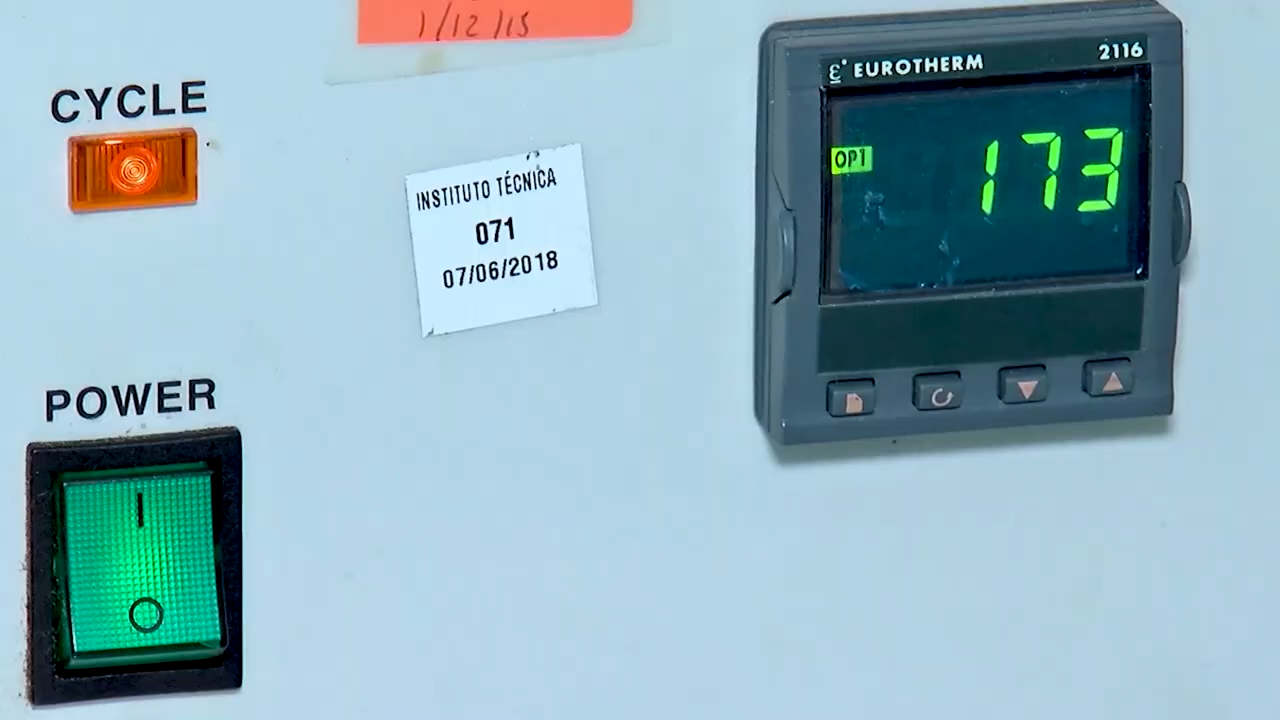 1/12/15
CYCLE
INSTITUTO TÉCNICA
071
07/06/2018
POWER
EUROTHERM 2116
OP1
173